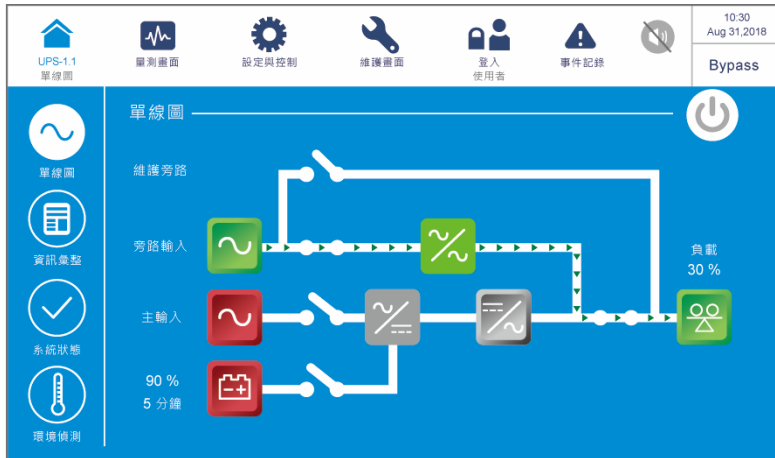 UPS-1.1
單線圖
量測畫面
設定與控制
維護畫面
登入
使用者
事件記錄
10:30
Aug 31,2018
Bypass
單線圖
資訊彙整
系統狀態
環境偵測
單線圖
維護旁路
旁路輸入
主輸入
90 %
5 分鐘
負載
30 %